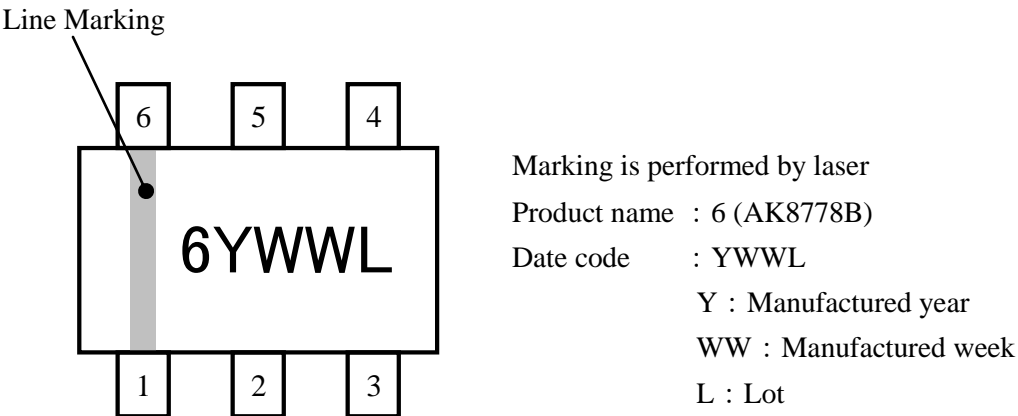 Line Marking
6 5 4
6YWWL
1 2 3
Marking is performed by laser
Product name : 6 (AK8778B)
Date code : YWWL
Y : Manufactured year
WW : Manufactured week
L : Lot